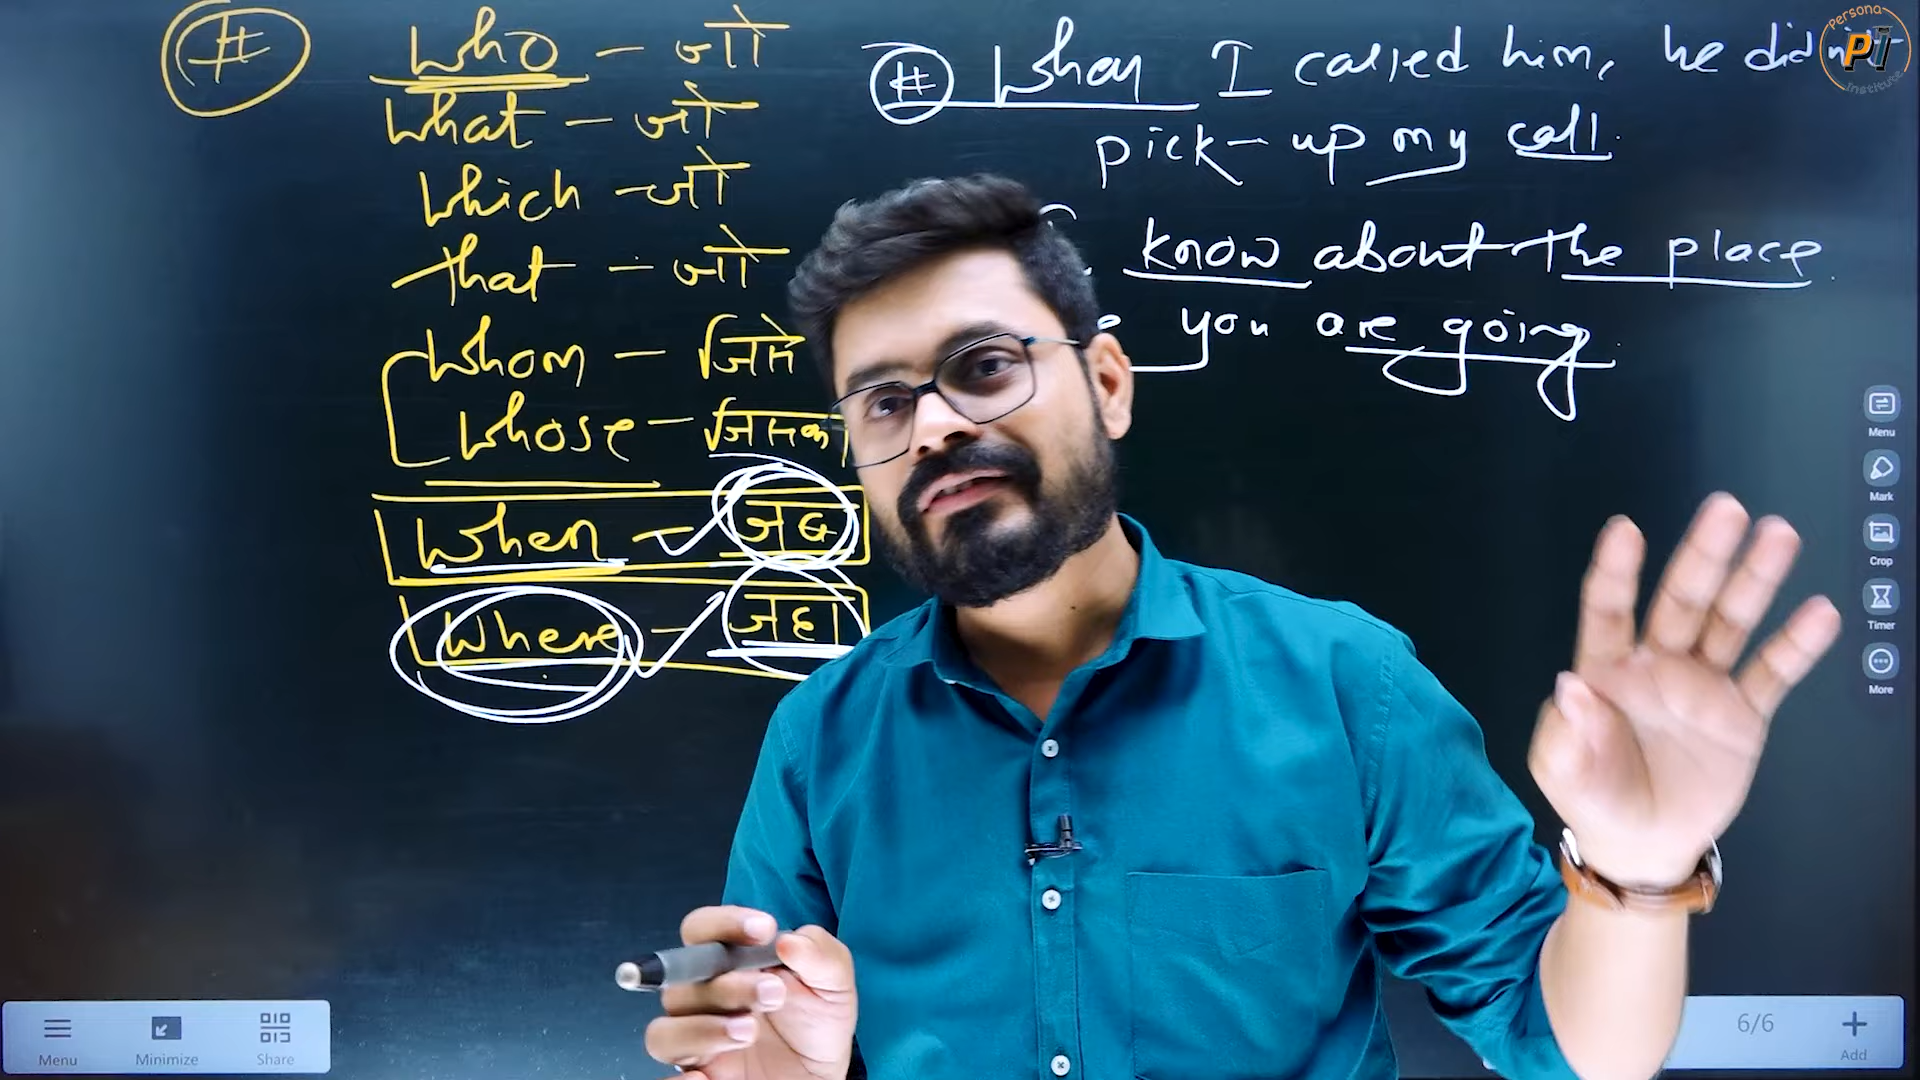 #
Who – जो
What – जो
Which – जो
that – जो
Whom – जिसे
Whose – जिसका
When – जब
Where – जहा
# When I called him, he didn't
pick-up my call.
know about the place
you are going.
Persona
PI
Institute
Menu
Mark
Crop
Timer
More
Menu
Minimize
Share
6/6
Add